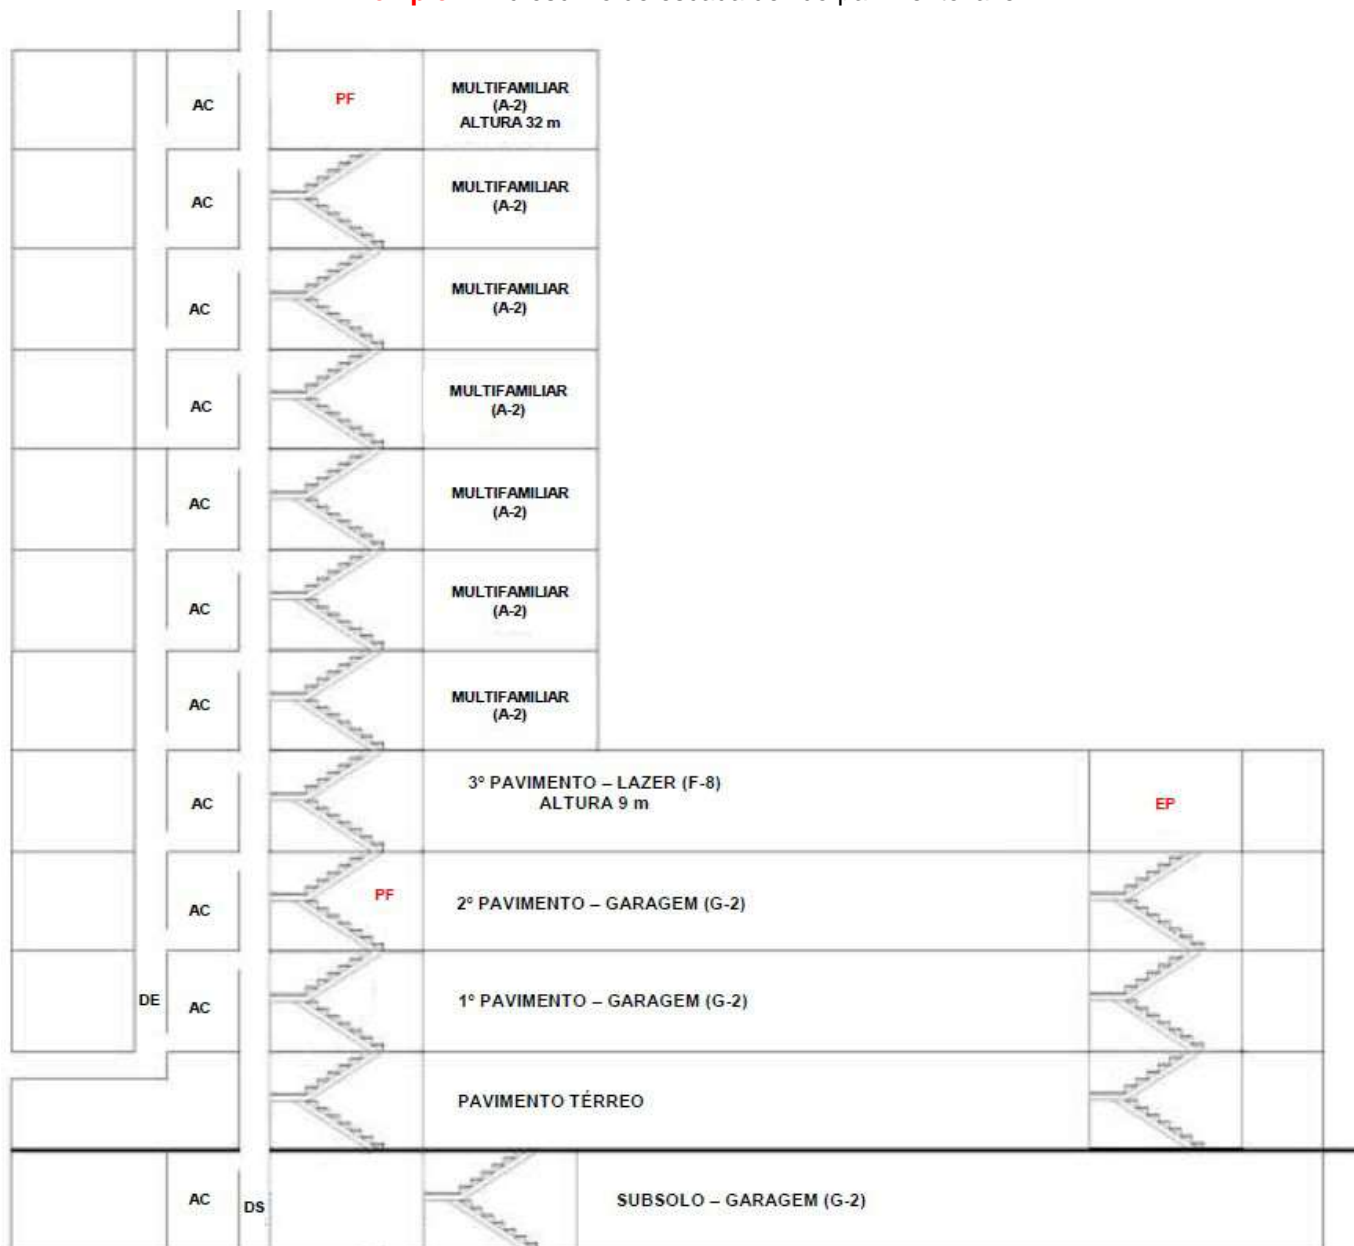 AC
PF
MULTIFAMILIAR
(A-2)
ALTURA 32 m
AC
MULTIFAMILIAR
(A-2)
AC
MULTIFAMILIAR
(A-2)
AC
MULTIFAMILIAR
(A-2)
AC
MULTIFAMILIAR
(A-2)
AC
MULTIFAMILIAR
(A-2)
AC
MULTIFAMILIAR
(A-2)
AC
3º PAVIMENTO – LAZER (F-8)
ALTURA 9 m
EP
AC
PF
2º PAVIMENTO – GARAGEM (G-2)
DE
AC
1º PAVIMENTO – GARAGEM (G-2)
PAVIMENTO TÉRREO
AC
DS
SUBSOLO – GARAGEM (G-2)